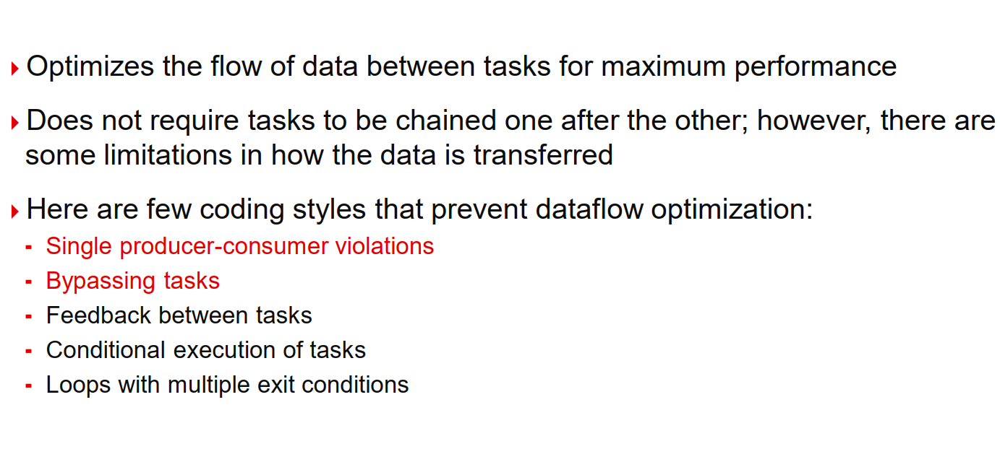 Optimizes the flow of data between tasks for maximum performance
Does not require tasks to be chained one after the other; however, there are
some limitations in how the data is transferred
Here are few coding styles that prevent dataflow optimization:
- Single producer-consumer violations
- Bypassing tasks
- Feedback between tasks
- Conditional execution of tasks
- Loops with multiple exit conditions